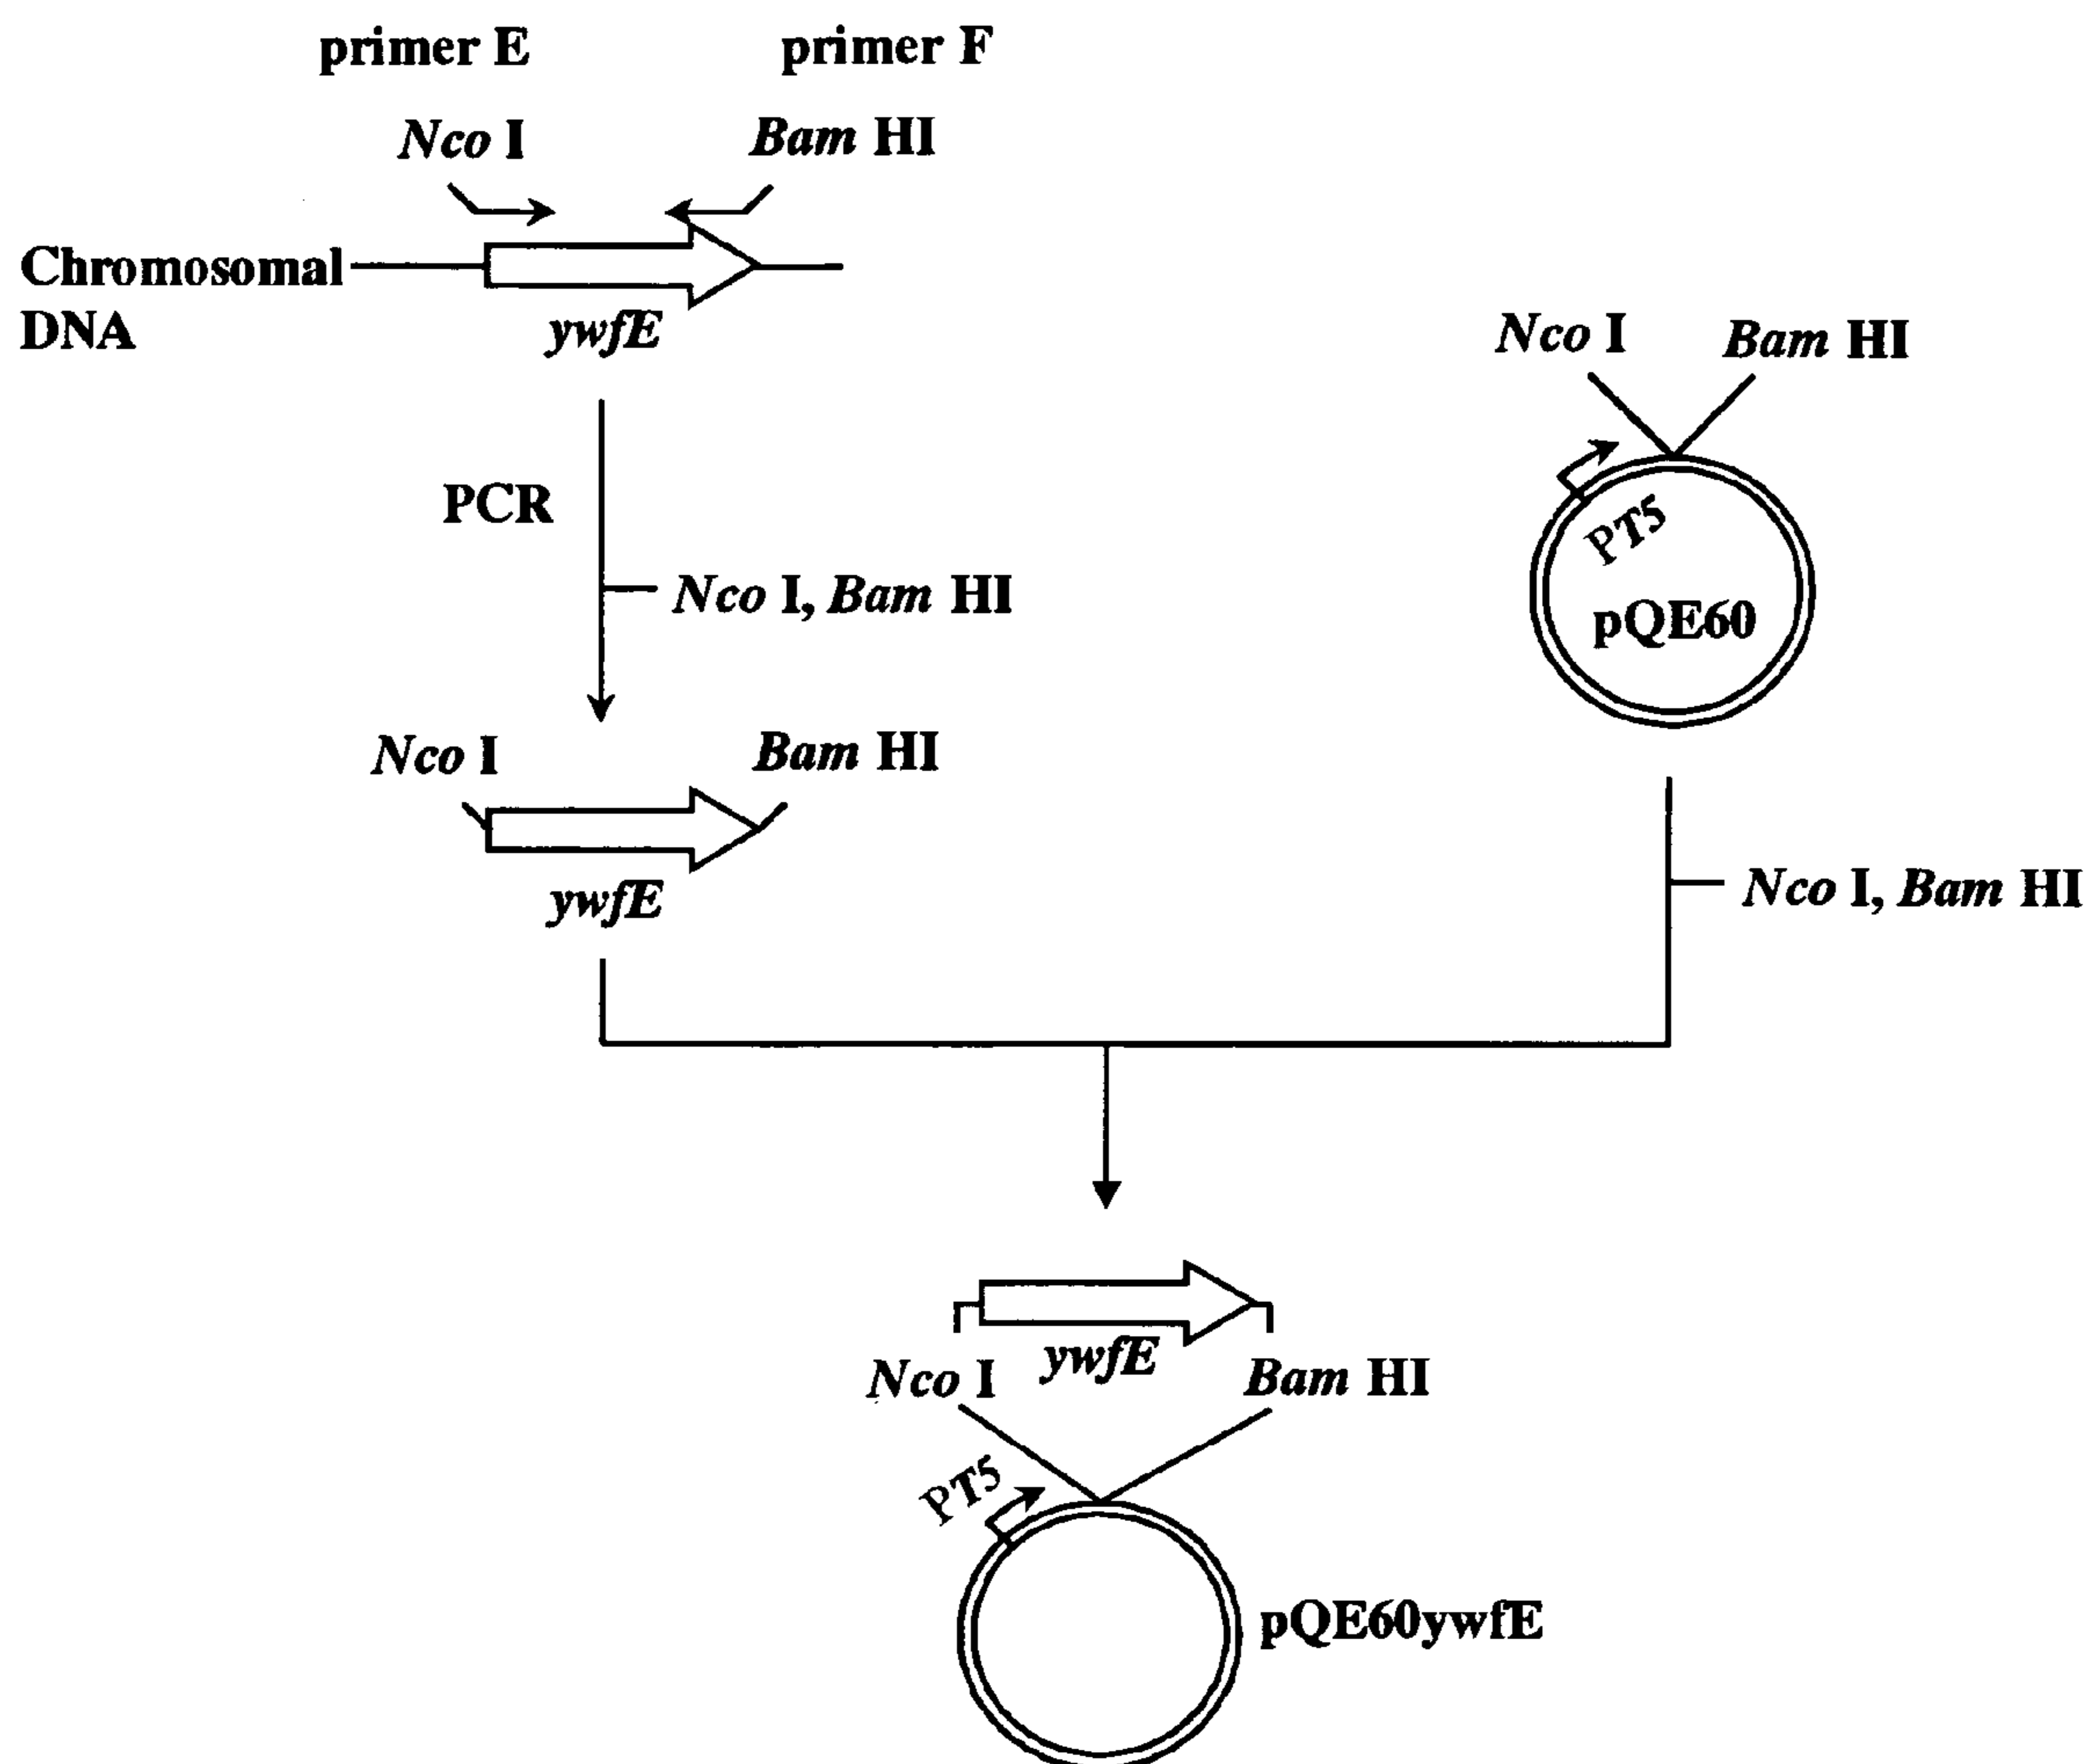 primer E
primer F
Nco I
Bam HI
Chromosomal
DNA
ywfE
Nco I
Bam HI
PT5
pQE60
PCR
Nco I, Bam HI
Nco I
Bam HI
ywfE
Nco I, Bam HI
ywfE
Nco I
Bam HI
PT5
pQE60ywfE